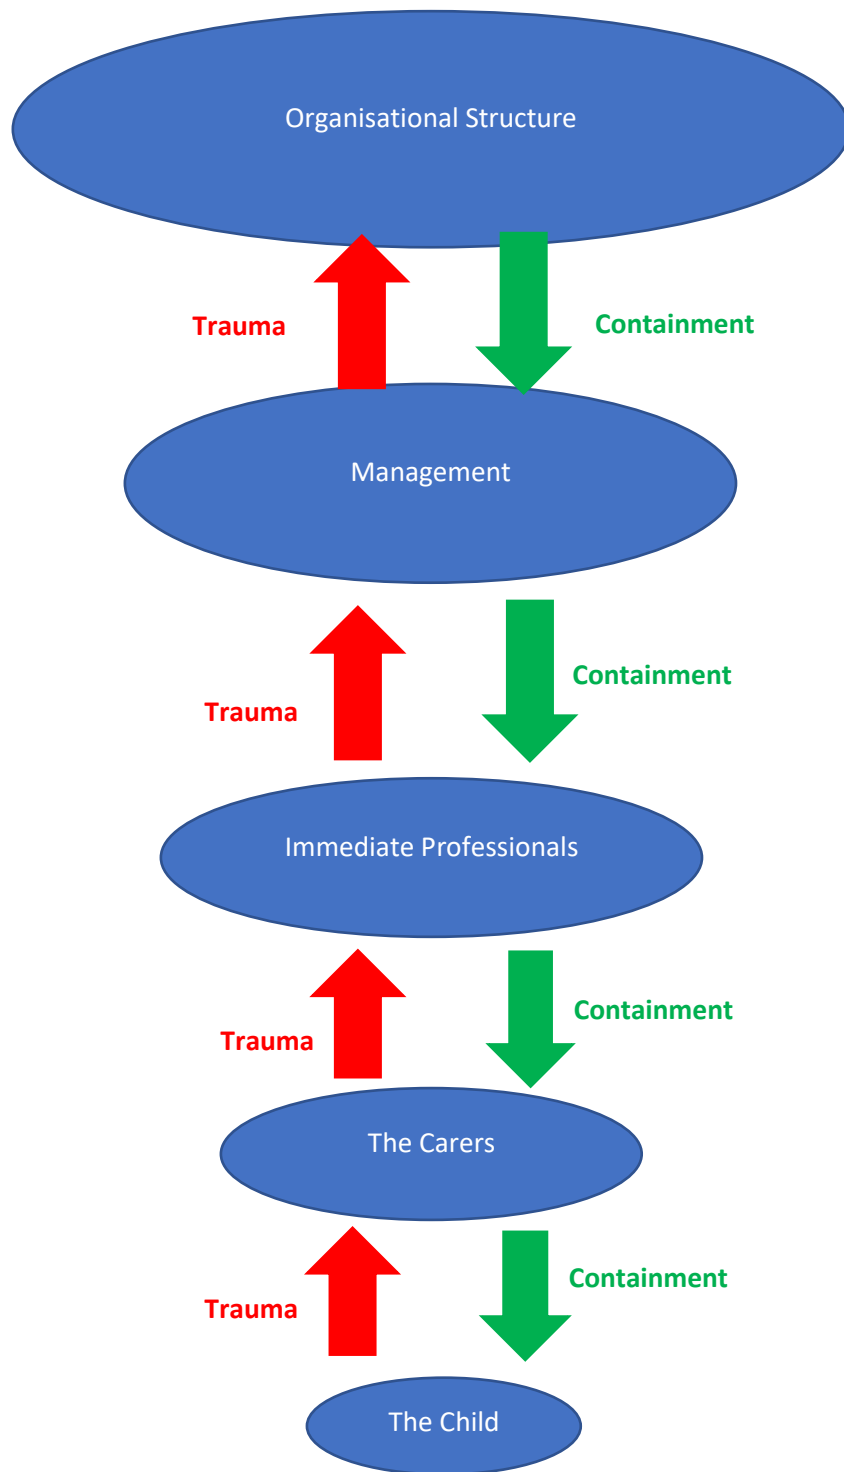 Organisational Structure
Trauma
Containment
Management
Containment
Trauma
Immediate Professionals
Containment
Trauma
The Carers
Containment
Trauma
The Child